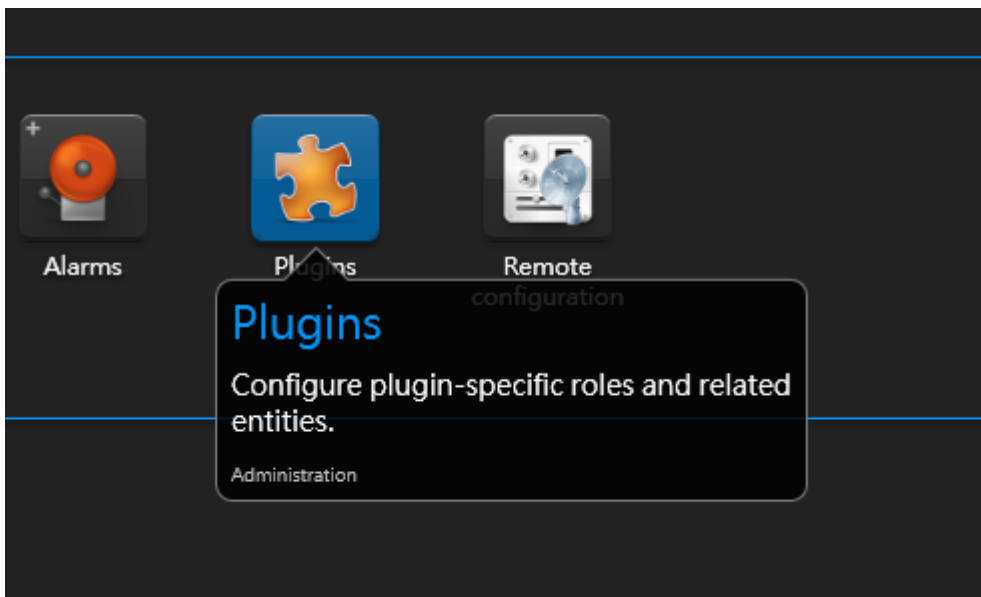 Alarms
Plugins
Remote
configuration
Plugins
Configure plugin-specific roles and related
entities.
Administration